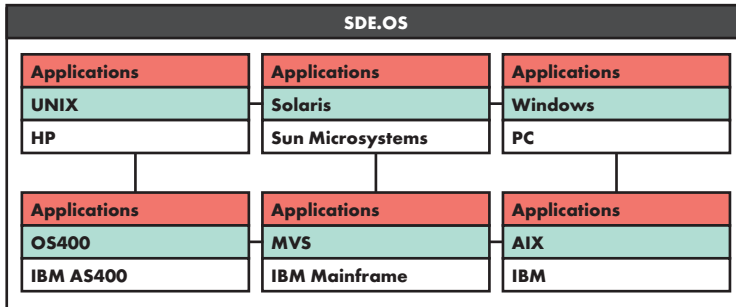 SDE.OS
Applications
UNIX
HP
Applications
Solaris
Sun Microsystems
Applications
Windows
PC
Applications
OS400
IBM AS400
Applications
MVS
IBM Mainframe
Applications
AIX
IBM